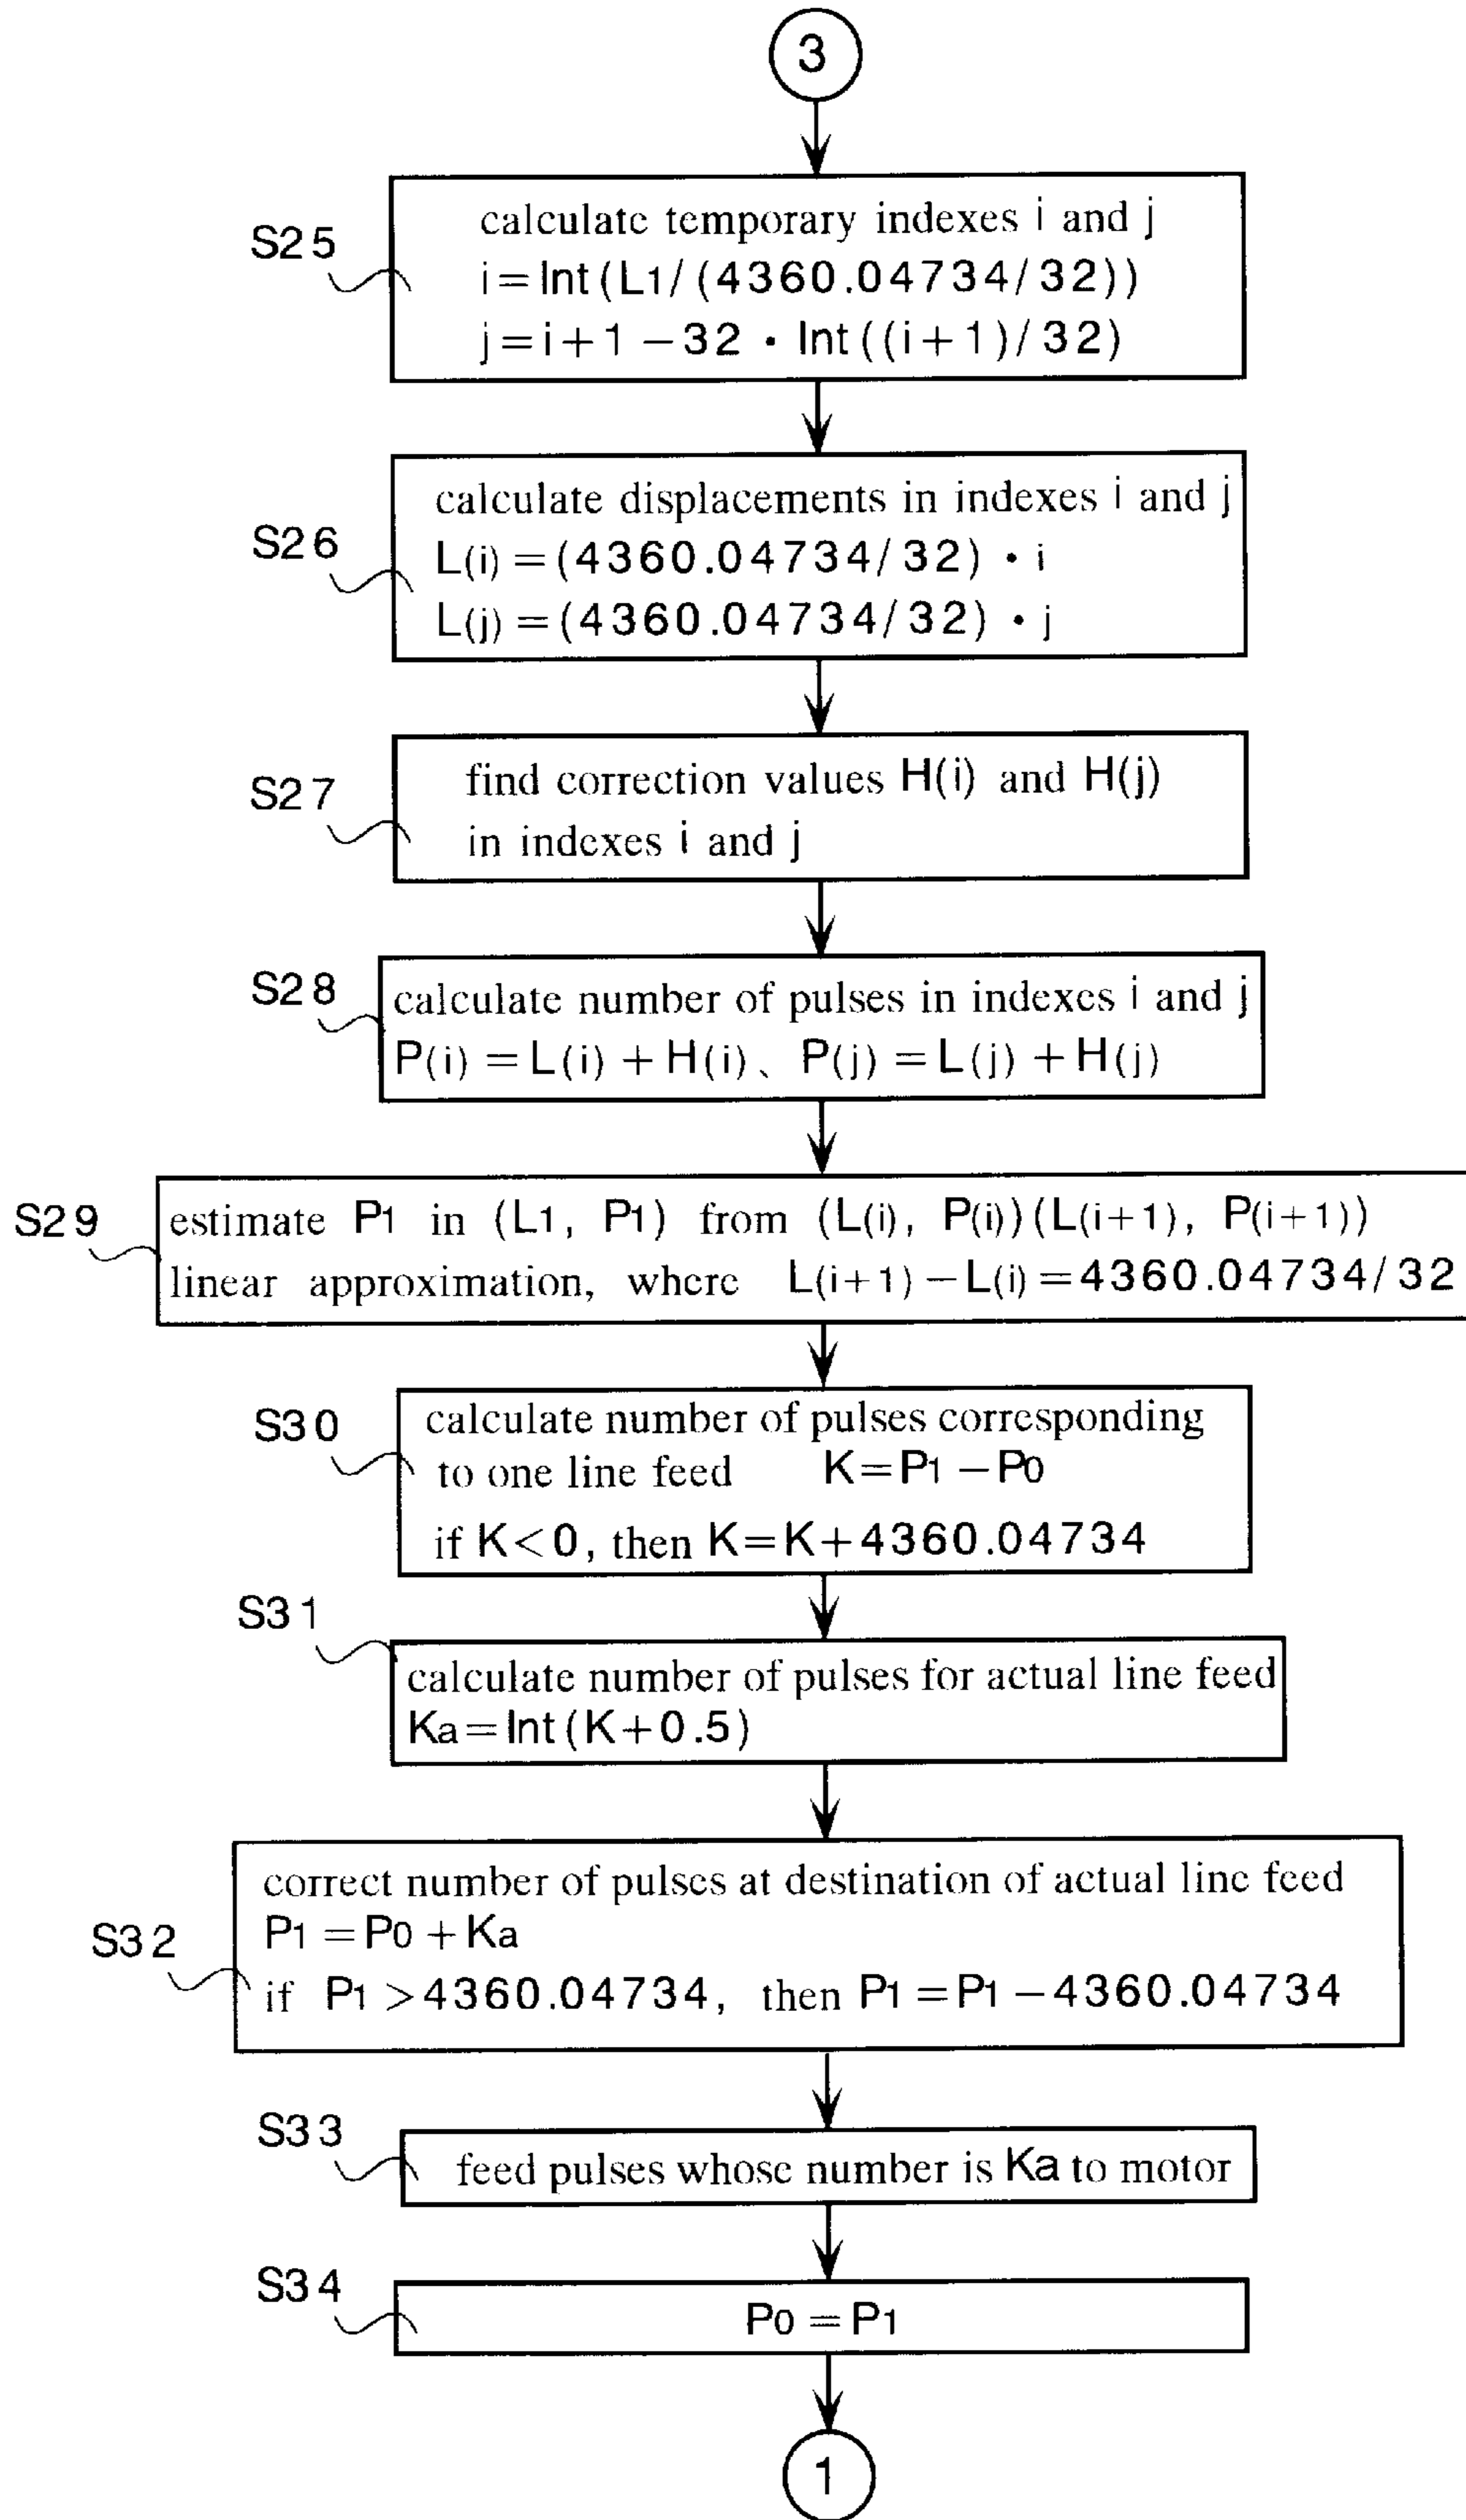 3
S25
calculate temporary indexes i and j
i=Int(L1/(4360.04734/32))
j=i+1-32・Int((i+1)/32)
S26
calculate displacements in indexes i and j
L(i)=(4360.04734/32)・i
L(j)=(4360.04734/32)・j
S27
find correction values H(i) and H(j)
in indexes i and j
S28
calculate number of pulses in indexes i and j
P(i)=L(i)+H(i)、P(j)=L(j)+H(j)
S29
estimate P1 in (L1, P1) from (L(i), P(i))(L(i+1), P(i+1))
linear approximation, where L(i+1)-L(i)=4360.04734/32
S30
calculate number of pulses corresponding
to one line feed K=P1-P0
if K<0, then K=K+4360.04734
S31
calculate number of pulses for actual line feed
Ka=Int(K+0.5)
S32
correct number of pulses at destination of actual line feed
P1=P0+Ka
if P1>4360.04734, then P1=P1-4360.04734
S33
feed pulses whose number is Ka to motor
S34
P0=P1
1